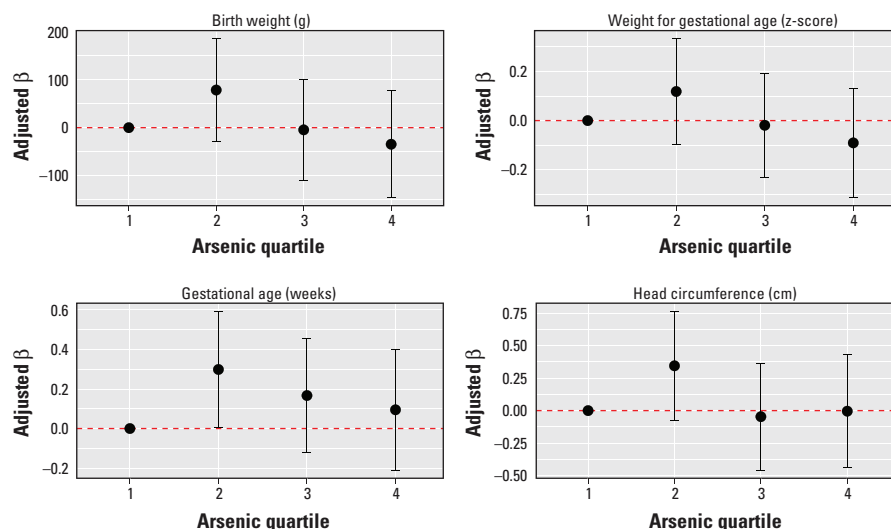 Birth weight (g)
200
100
0
−100
Adjusted β
1 2 3 4
Arsenic quartile
Weight for gestational age (z-score)
0.2
0.0
−0.2
Adjusted β
1 2 3 4
Arsenic quartile
Gestational age (weeks)
0.6
0.4
0.2
0.0
−0.2
Adjusted β
1 2 3 4
Arsenic quartile
Head circumference (cm)
0.75
0.50
0.25
0.00
−0.25
−0.50
Adjusted β
1 2 3 4
Arsenic quartile